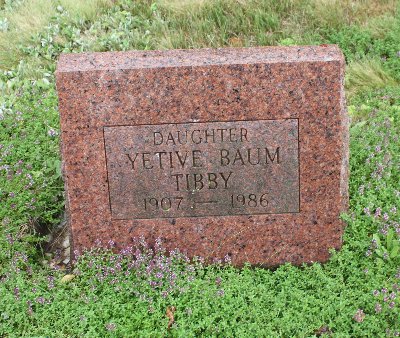 DAUGHTER
YETIVE BAUM
TIBBY
1907 — 1986